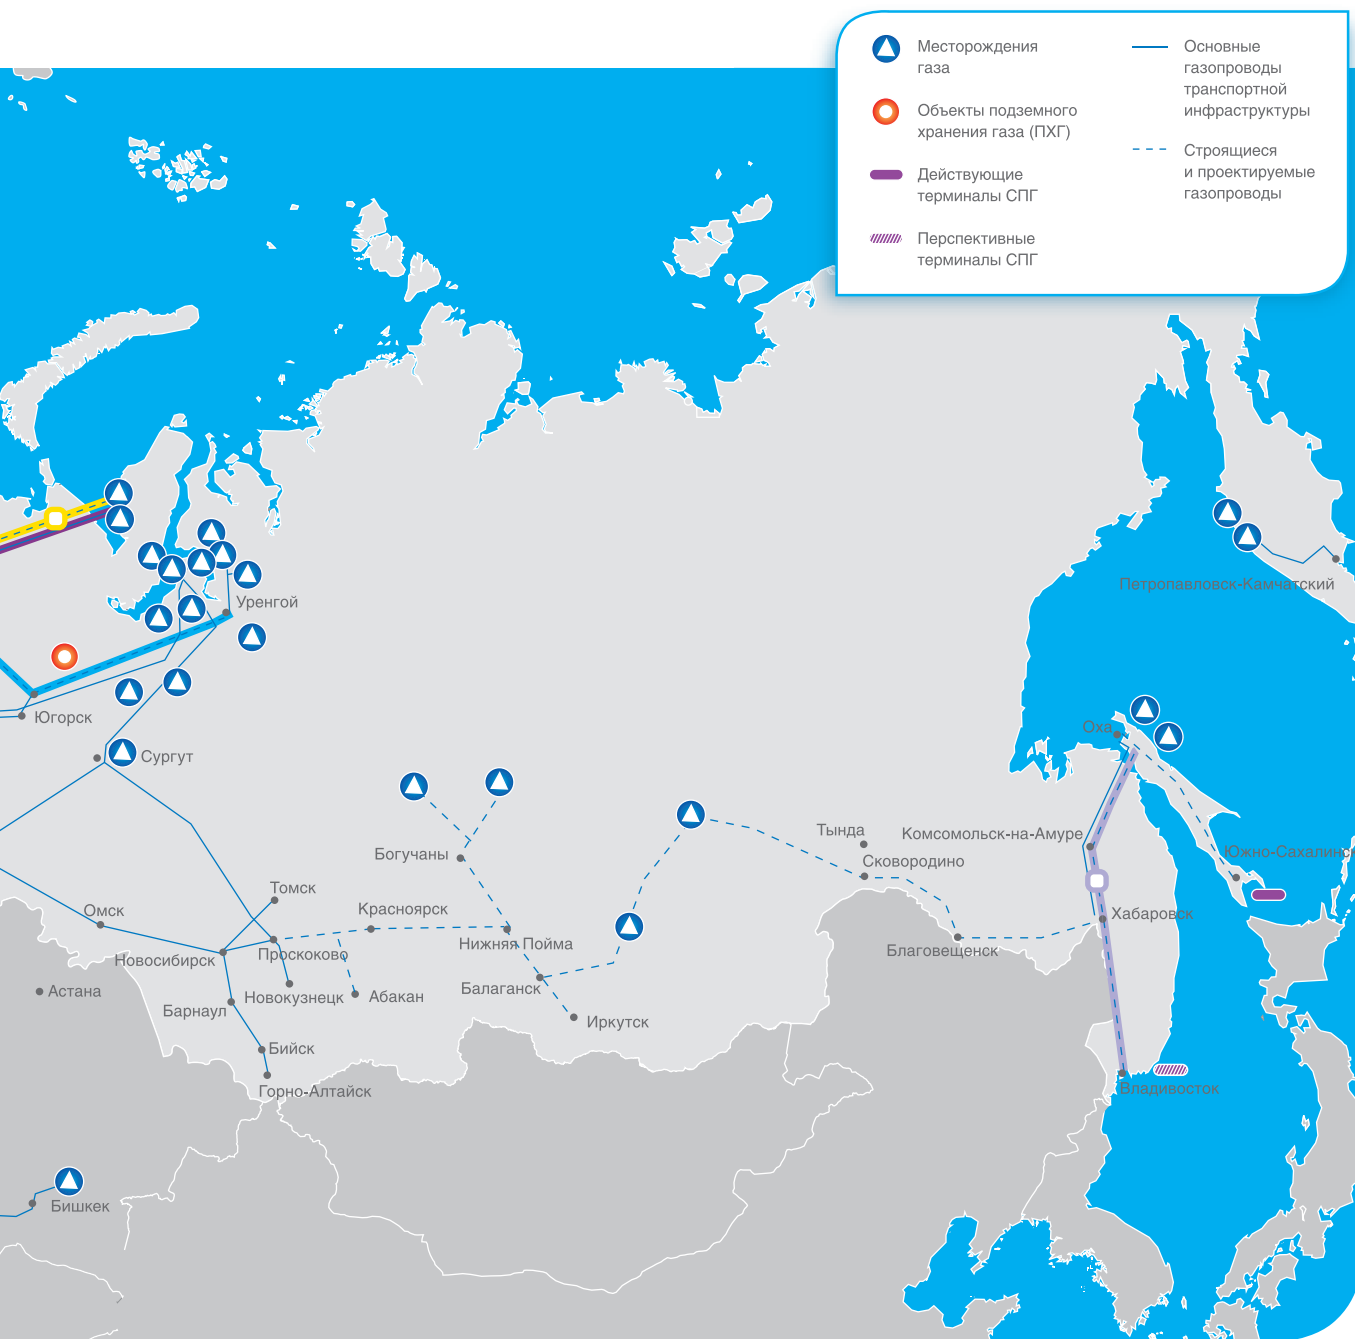 Месторождения
газа
Объекты подземного
хранения газа (ПХГ)
Действующие
терминалы СПГ
Перспективные
терминалы СПГ
Основные
газопроводы
транспортной
инфраструктуры
Строящиеся
и проектируемые
газопроводы
Петропавловск-Камчатский
Уренгой
Югорск
Оха
Сургут
Тында
Комсомольск-на-Амуре
Богучаны
Сковородино
Южно-Сахалинск
Томск
Омск
Красноярск
Хабаровск
Нижняя Пойма
Благовещенск
Новосибирск
Проскоково
Балаганск
Астана
Новокузнецк
Абакан
Барнаул
Иркутск
Бийск
Горно-Алтайск
Владивосток
Бишкек